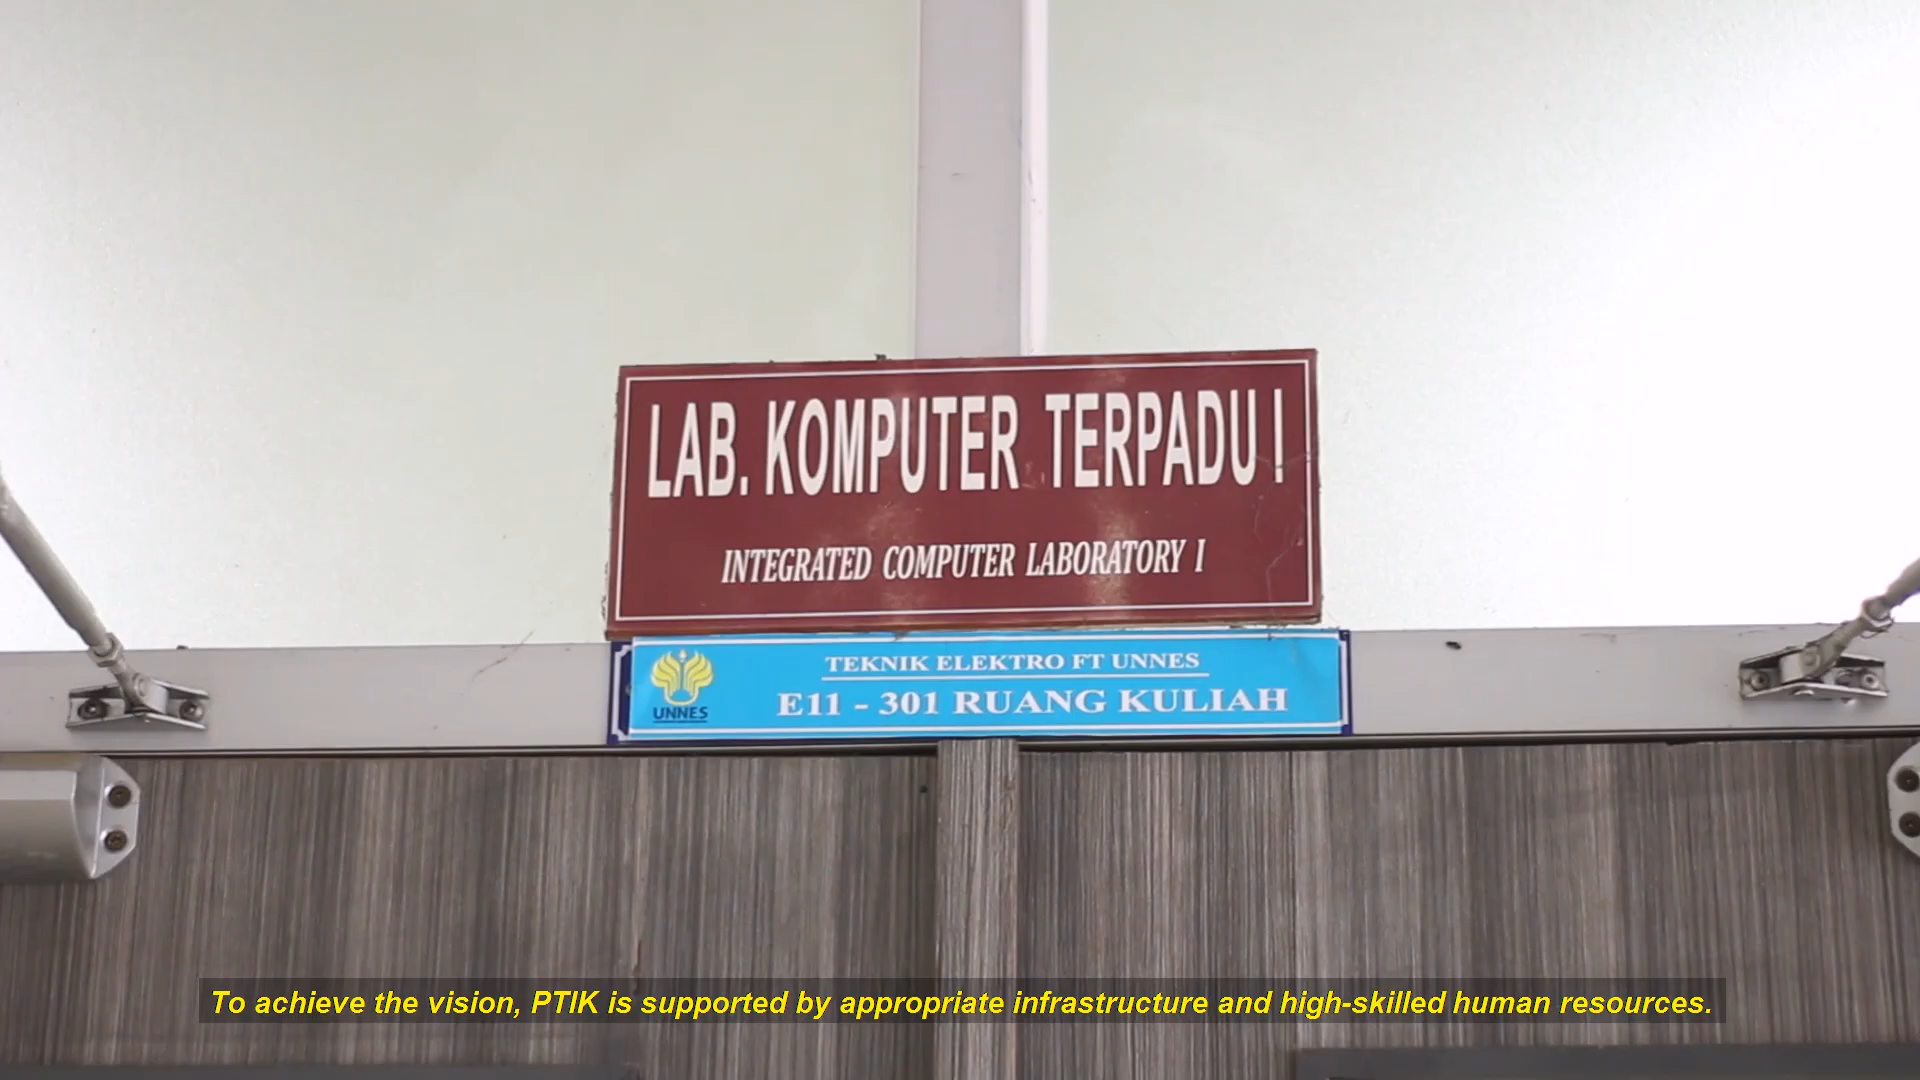 LAB. KOMPUTER TERPADU I
INTEGRATED COMPUTER LABORATORY I
TEKNIK ELEKTRO FT UNNES
E11 - 301 RUANG KULIAH
UNNES
To achieve the vision, PTIK is supported by appropriate infrastructure and high-skilled human resources.